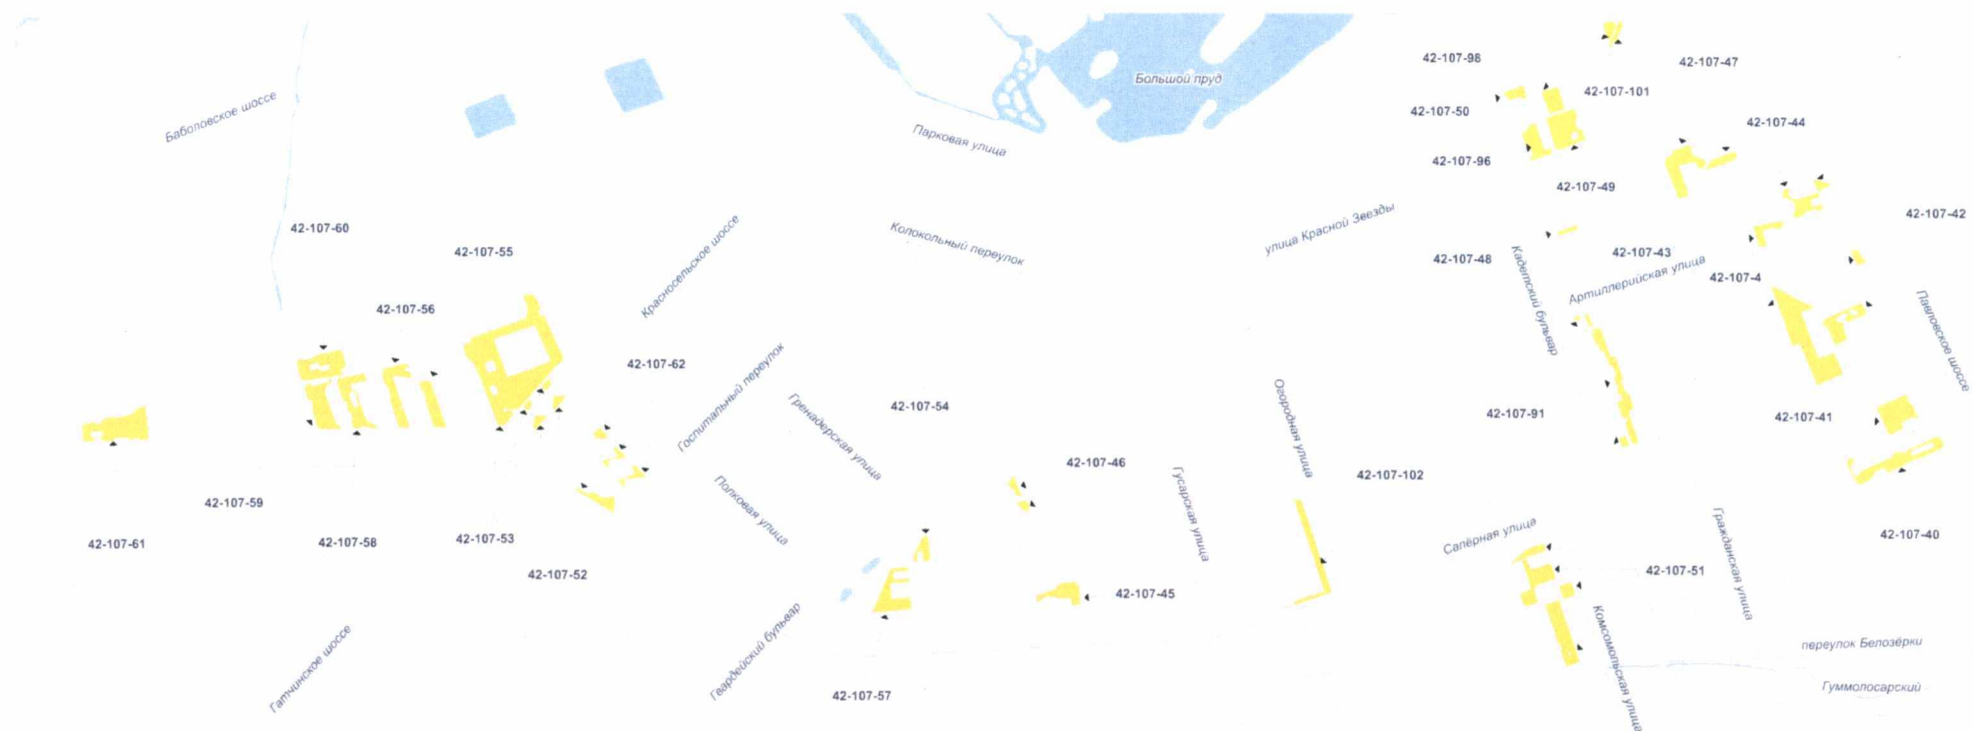 42-107-98
42-107-47
Большой пруд
42-107-101
Бабаловское шоссе
42-107-50
42-107-44
Парковая улица
42-107-96
42-107-49
42-107-42
42-107-60
улица Красной Звезды
42-107-55
Колокольный переулок
42-107-43
42-107-48
Красносельское шоссе
Кадетский бульвар
Артиллерийская улица
42-107-4
42-107-56
Павловское шоссе
42-107-62
Госпитальный переулок
42-107-54
42-107-91
42-107-41
Гренадерская улица
Огородная улица
42-107-46
42-107-102
42-107-59
Полковая улица
Гусарская улица
42-107-61
42-107-58
42-107-53
Сапёрная улица
Гражданская улица
42-107-40
42-107-52
42-107-51
42-107-45
Гатчинское шоссе
Гвардейский бульвар
Комсомольская улица
переулок Белозёрки
42-107-57
Гуммолосарский